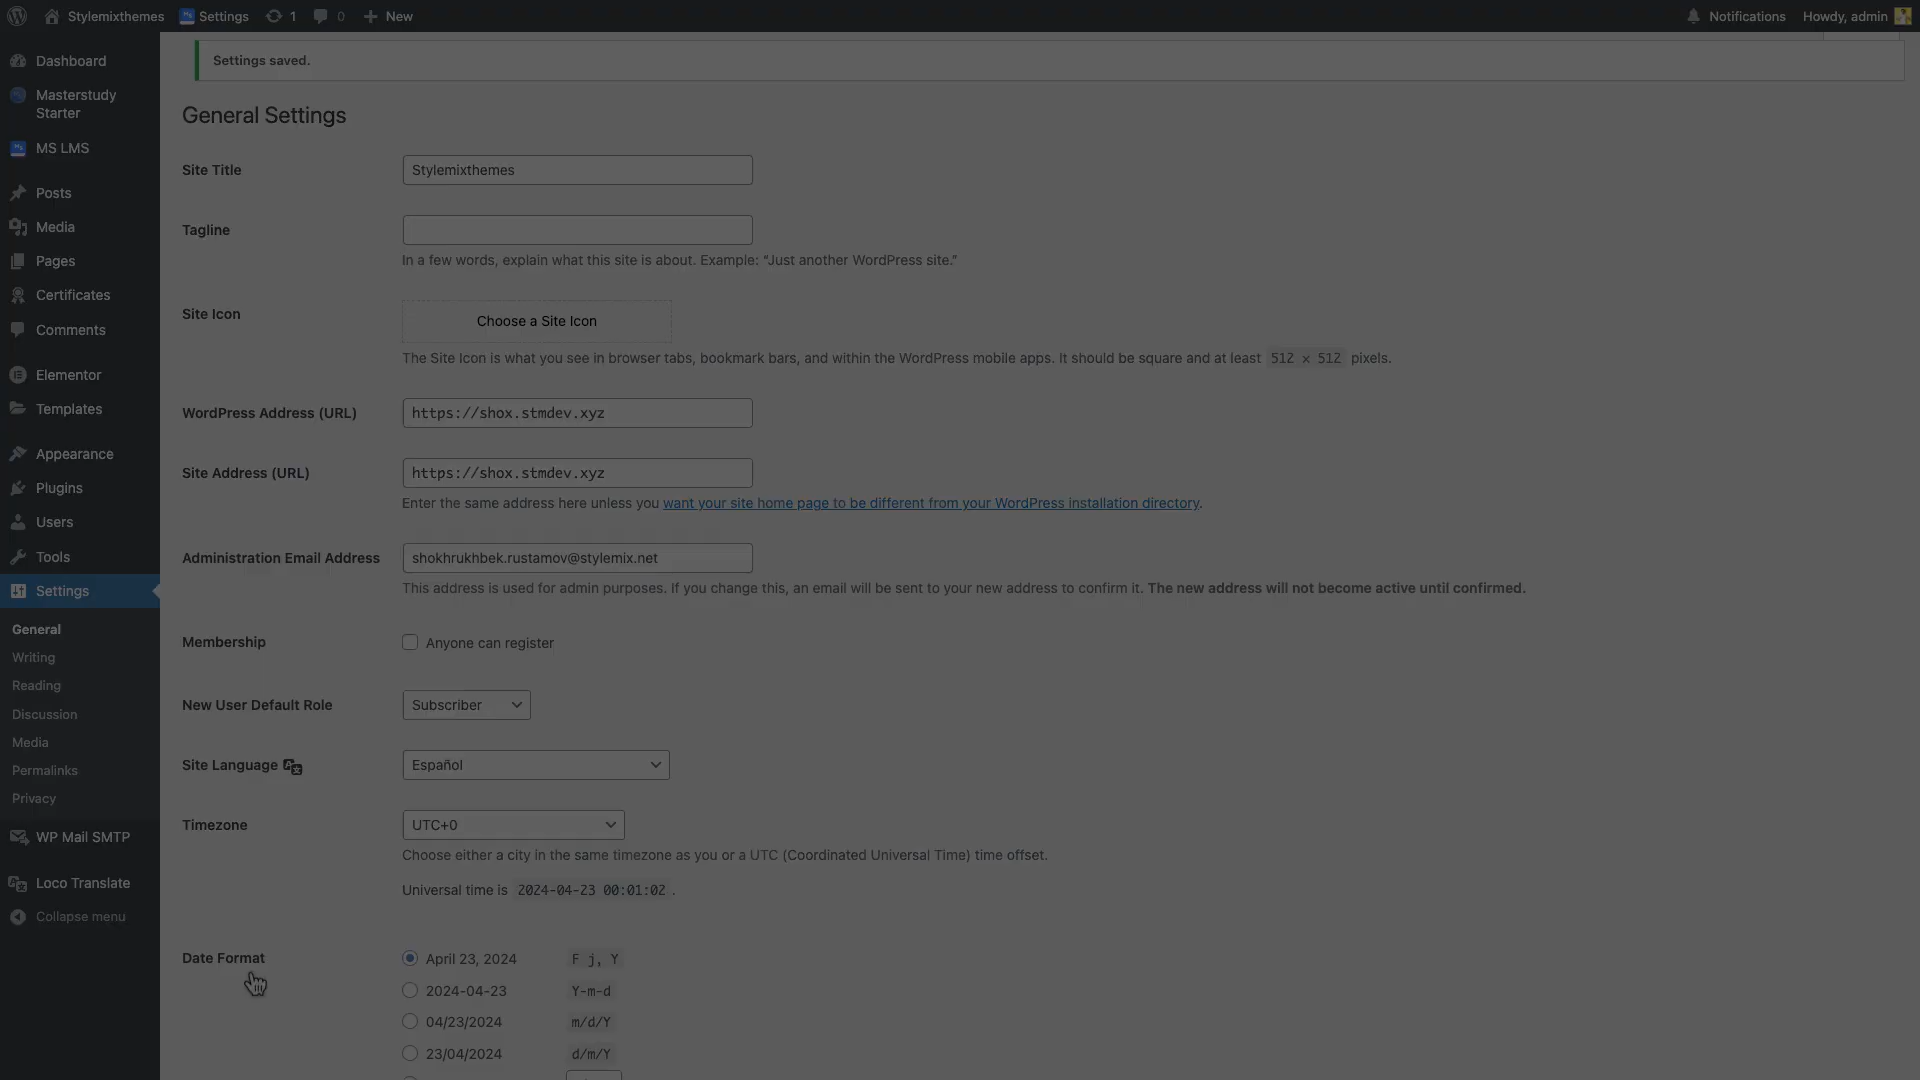 Stylemixthemes Settings 1 0 New Notifications Howdy, admin
Dashboard
Masterstudy
Starter
MS LMS
Posts
Media
Pages
Certificates
Comments
Elementor
Templates
Appearance
Plugins
Users
Tools
Settings
General
Writing
Reading
Discussion
Media
Permalinks
Privacy
WP Mail SMTP
Loco Translate
Collapse menu
Settings saved.
General Settings
Site Title Stylemixthemes
Tagline
In a few words, explain what this site is about. Example: “Just another WordPress site.”
Site Icon Choose a Site Icon
The Site Icon is what you see in browser tabs, bookmark bars, and within the WordPress mobile apps. It should be square and at least 512 × 512 pixels.
WordPress Address (URL) https://shox.stmdev.xyz
Site Address (URL) https://shox.stmdev.xyz
Enter the same address here unless you want your site home page to be different from your WordPress installation directory.
Administration Email Address shokhrukhbek.rustamov@stylemix.net
This address is used for admin purposes. If you change this, an email will be sent to your new address to confirm it. The new address will not become active until confirmed.
Membership Anyone can register
New User Default Role Subscriber
Site Language Español
Timezone UTC+0
Choose either a city in the same timezone as you or a UTC (Coordinated Universal Time) time offset.
Universal time is 2024-04-23 00:01:02 .
Date Format April 23, 2024 F j, Y
2024-04-23 Y-m-d
04/23/2024 m/d/Y
23/04/2024 d/m/Y